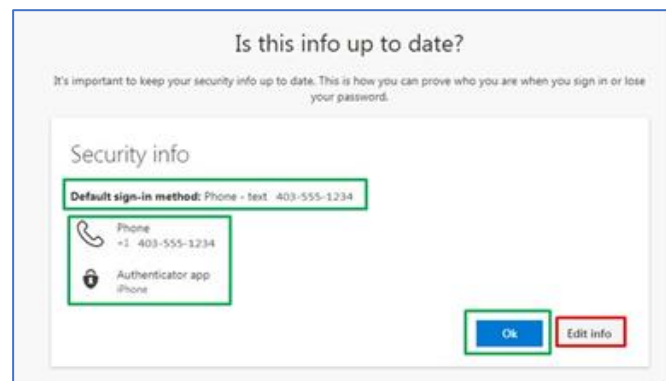 Is this info up to date?
It's important to keep your security info up to date. This is how you can prove who you are when you sign in or lose
your password.
Security info
Default sign-in method: Phone - text 403-555-1234
Phone
+1 403-555-1234
Authenticator app
iPhone
Ok Edit info